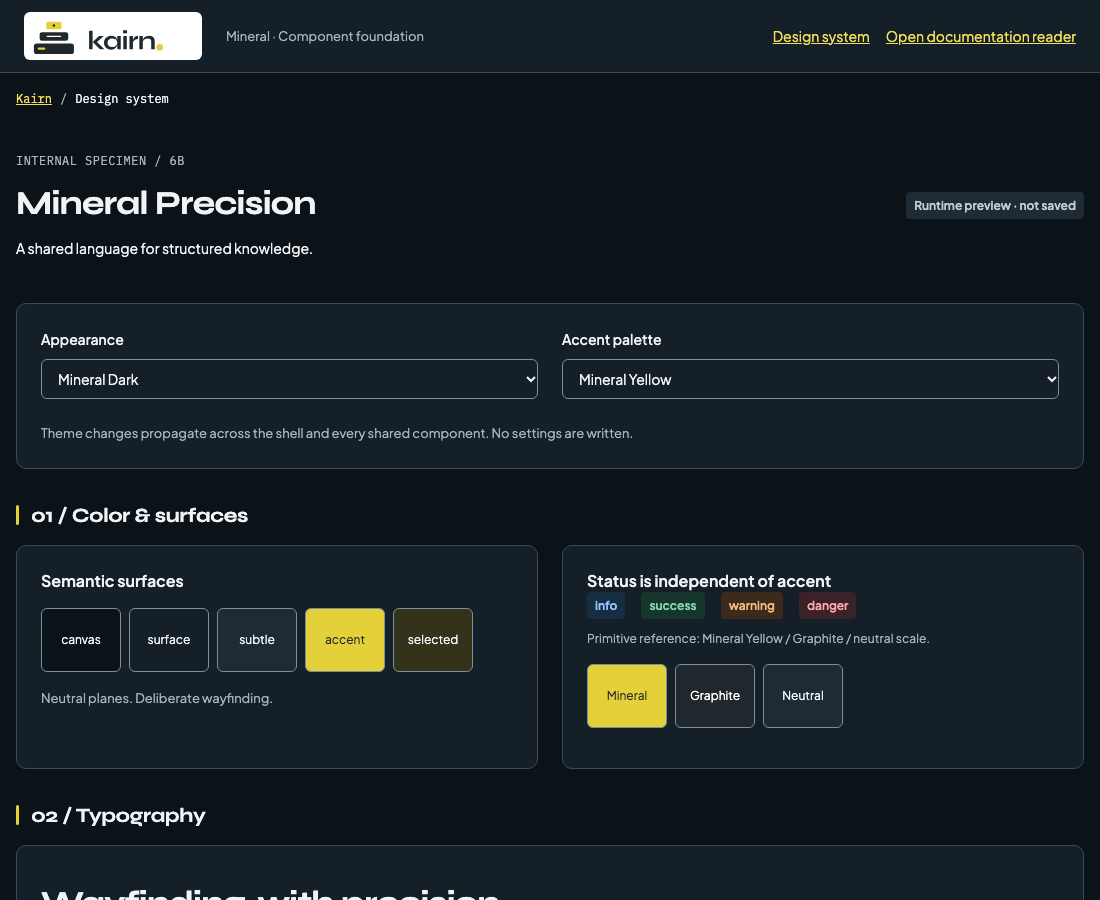 kairn.
Mineral · Component foundation
Design system
Open documentation reader
Kairn / Design system
INTERNAL SPECIMEN / 6B
Mineral Precision
Runtime preview · not saved
A shared language for structured knowledge.
Appearance
Accent palette
Mineral Dark
Mineral Yellow
Theme changes propagate across the shell and every shared component. No settings are written.
01 / Color & surfaces
Semantic surfaces
canvas
surface
subtle
accent
selected
Neutral planes. Deliberate wayfinding.
Status is independent of accent
info
success
warning
danger
Primitive reference: Mineral Yellow / Graphite / neutral scale.
Mineral
Graphite
Neutral
02 / Typography
Wayfinding, with precision